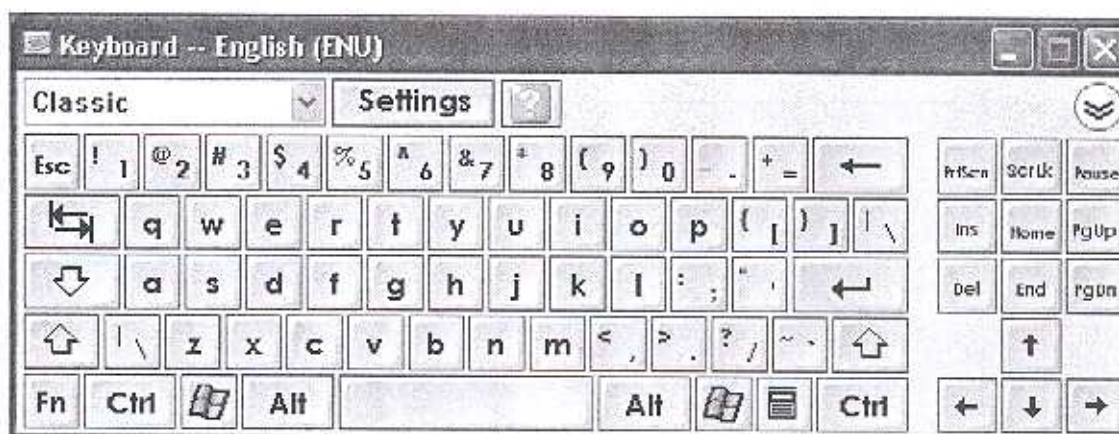 Keyboard -- English (ENU)
Classic Settings ?
Esc ! 1 @ 2 # 3 $ 4 % 5 ^ 6 & 7 * 8 ( 9 ) 0 _ - + = ← PrtScn ScrLk Pause
q w e r t y u i o p { [ } ] | \ Ins Home PgUp
a s d f g h j k l : ; " ' Del End PgDn
| \ z x c v b n m < , > . ? / ~ ` ↑
Fn Ctrl Alt Alt Ctrl ← ↓ →